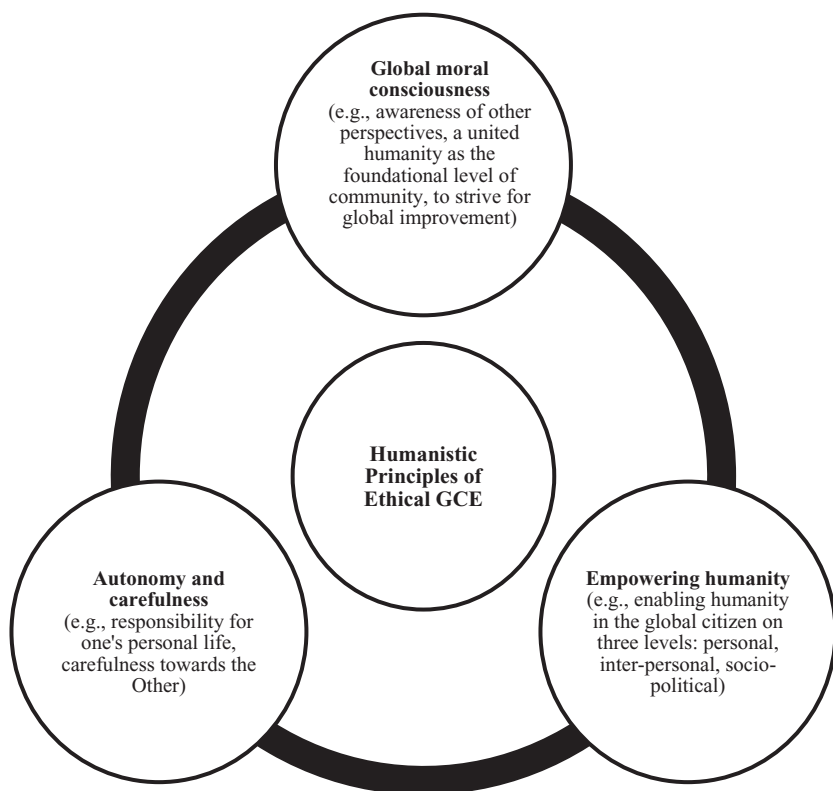 Global moral
consciousness
(e.g., awareness of other
perspectives, a united
humanity as the
foundational level of
community, to strive for
global improvement)
Humanistic
Principles of
Ethical GCE
Autonomy and
carefulness
(e.g., responsibility for
one's personal life,
carefulness towards the
Other)
Empowering humanity
(e.g., enabling humanity
in the global citizen on
three levels: personal,
inter-personal, socio-
political)